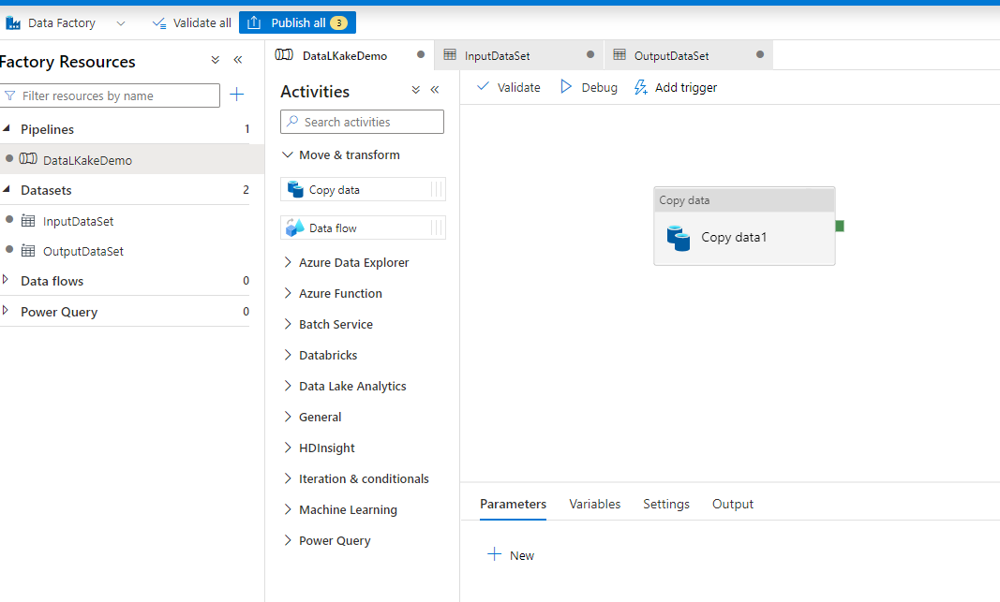 Data Factory
Validate all
Publish all 3
Factory Resources
Filter resources by name
Pipelines 1
DataLKakeDemo
Datasets 2
InputDataSet
OutputDataSet
Data flows 0
Power Query 0
DataLKakeDemo
InputDataSet
OutputDataSet
Activities
Search activities
Move & transform
Copy data
Data flow
Azure Data Explorer
Azure Function
Batch Service
Databricks
Data Lake Analytics
General
HDInsight
Iteration & conditionals
Machine Learning
Power Query
Validate
Debug
Add trigger
Copy data
Copy data1
Parameters
Variables
Settings
Output
New